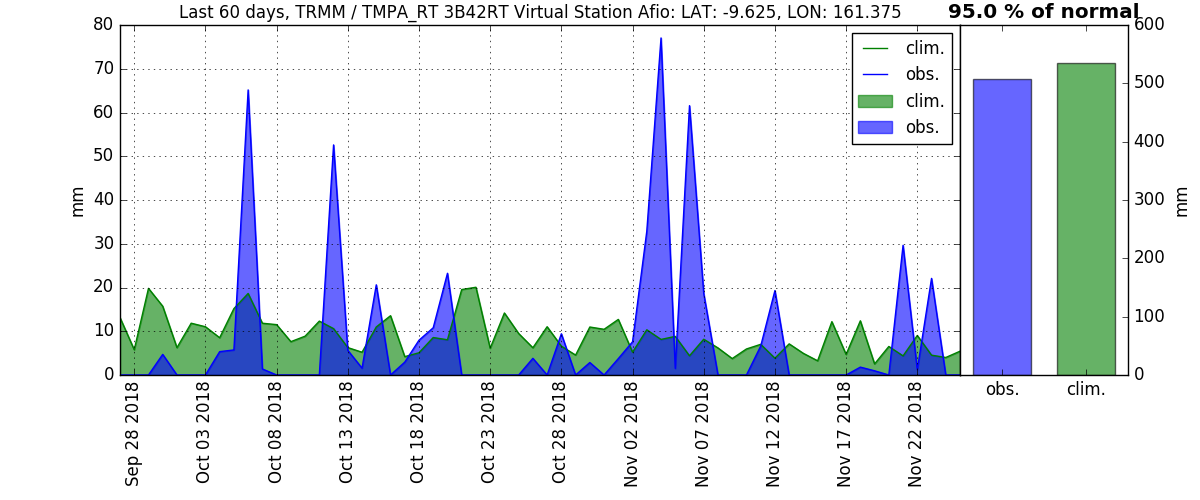 Last 60 days, TRMM / TMPA_RT 3B42RT Virtual Station Afio: LAT: -9.625, LON: 161.375
95.0 % of normal
80
70
60
50
40
30
20
10
0
mm
clim.
obs.
clim.
obs.
600
500
400
300
200
100
0
mm
Sep 28 2018
Oct 03 2018
Oct 08 2018
Oct 13 2018
Oct 18 2018
Oct 23 2018
Oct 28 2018
Nov 02 2018
Nov 07 2018
Nov 12 2018
Nov 17 2018
Nov 22 2018
obs.
clim.